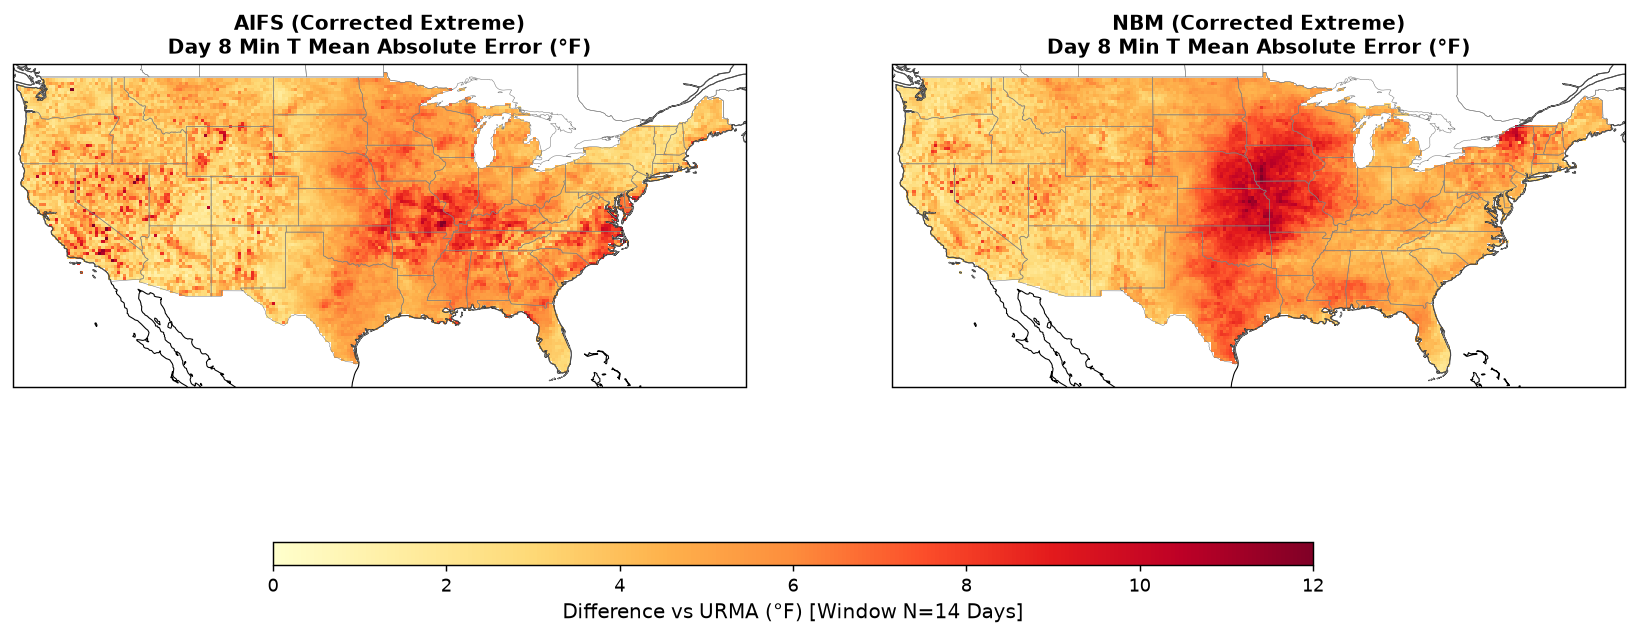 AIFS (Corrected Extreme)
Day 8 Min T Mean Absolute Error (°F)
NBM (Corrected Extreme)
Day 8 Min T Mean Absolute Error (°F)
0 2 4 6 8 10 12
Difference vs URMA (°F) [Window N=14 Days]